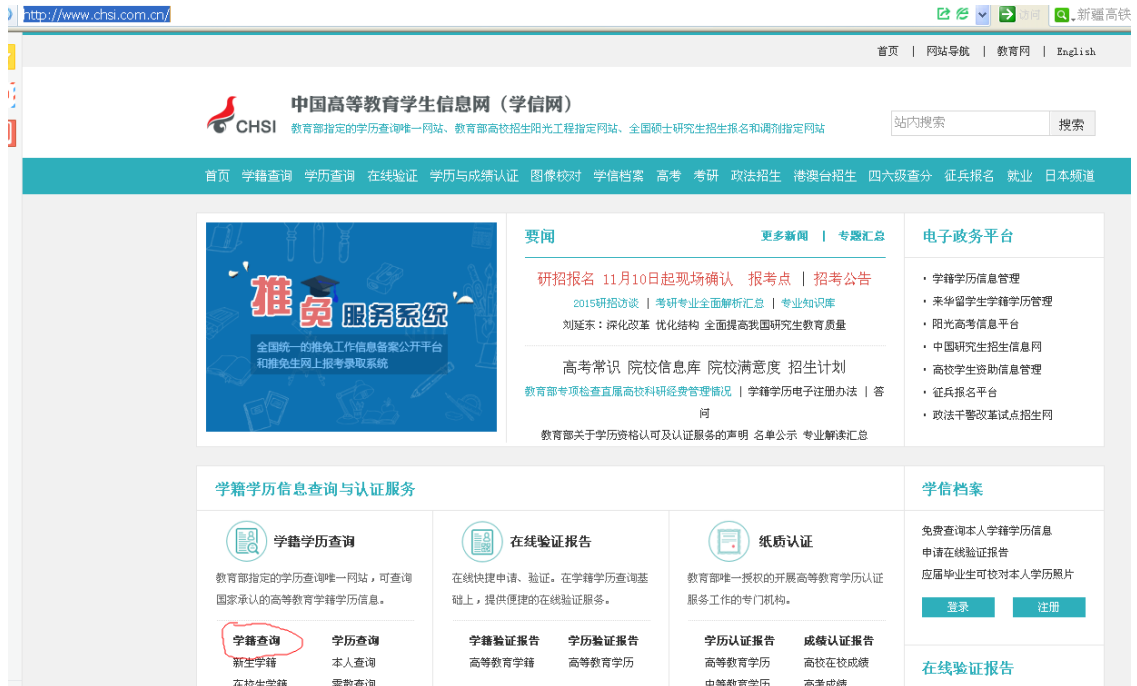 http://www.chsi.com.cn/
访问
新疆高铁
首页 | 网站导航 | 教育网 | English
CHSI
中国高等教育学生信息网（学信网）
教育部指定的学历查询唯一网站、教育部高校招生阳光工程指定网站、全国硕士研究生招生报名和调剂指定网站
站内搜索
搜索
首页 学籍查询 学历查询 在线验证 学历与成绩认证 图像校对 学信档案 高考 考研 政法招生 港澳台招生 四六级查分 征兵报名 就业 日本频道
推免服务系统
全国统一的推免工作信息备案公开平台
和推免生网上报考录取系统
要闻
更多新闻 | 专题汇总
研招报名 11月10日起现场确认 报考点 | 招考公告
2015研招访谈 | 考研专业全面解析汇总 | 专业知识库
刘延东：深化改革 优化结构 全面提高我国研究生教育质量
高考常识 院校信息库 院校满意度 招生计划
教育部专项检查直属高校科研经费管理情况 | 学籍学历电子注册办法 | 答
问
教育部关于学历资格认可及认证服务的声明 名单公示 专业解读汇总
电子政务平台
· 学籍学历信息管理
· 来华留学生学籍学历管理
· 阳光高考信息平台
· 中国研究生招生信息网
· 高校学生资助信息管理
· 征兵报名平台
· 政法干警改革试点招生网
学籍学历信息查询与认证服务
学籍学历查询
教育部指定的学历查询唯一网站，可查询
国家承认的高等教育学籍学历信息。
学籍查询 学历查询
新生学籍 本人查询
在校生学籍 零散查询
在线验证报告
在线快捷申请、验证。在学籍学历查询基
础上，提供便捷的在线验证服务。
学籍验证报告 学历验证报告
高等教育学籍 高等教育学历
纸质认证
教育部唯一授权的开展高等教育学历认证
服务工作的专门机构。
学历认证报告 成绩认证报告
高等教育学历 高校在校成绩
中等教育学历 高考成绩
学信档案
免费查询本人学籍学历信息
申请在线验证报告
应届毕业生可校对本人学历照片
登录
注册
在线验证报告